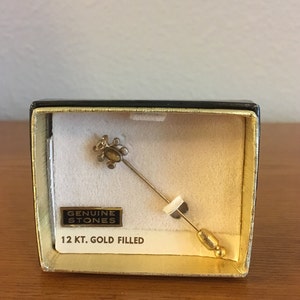 GENUINE
STONES
12 KT. GOLD FILLED